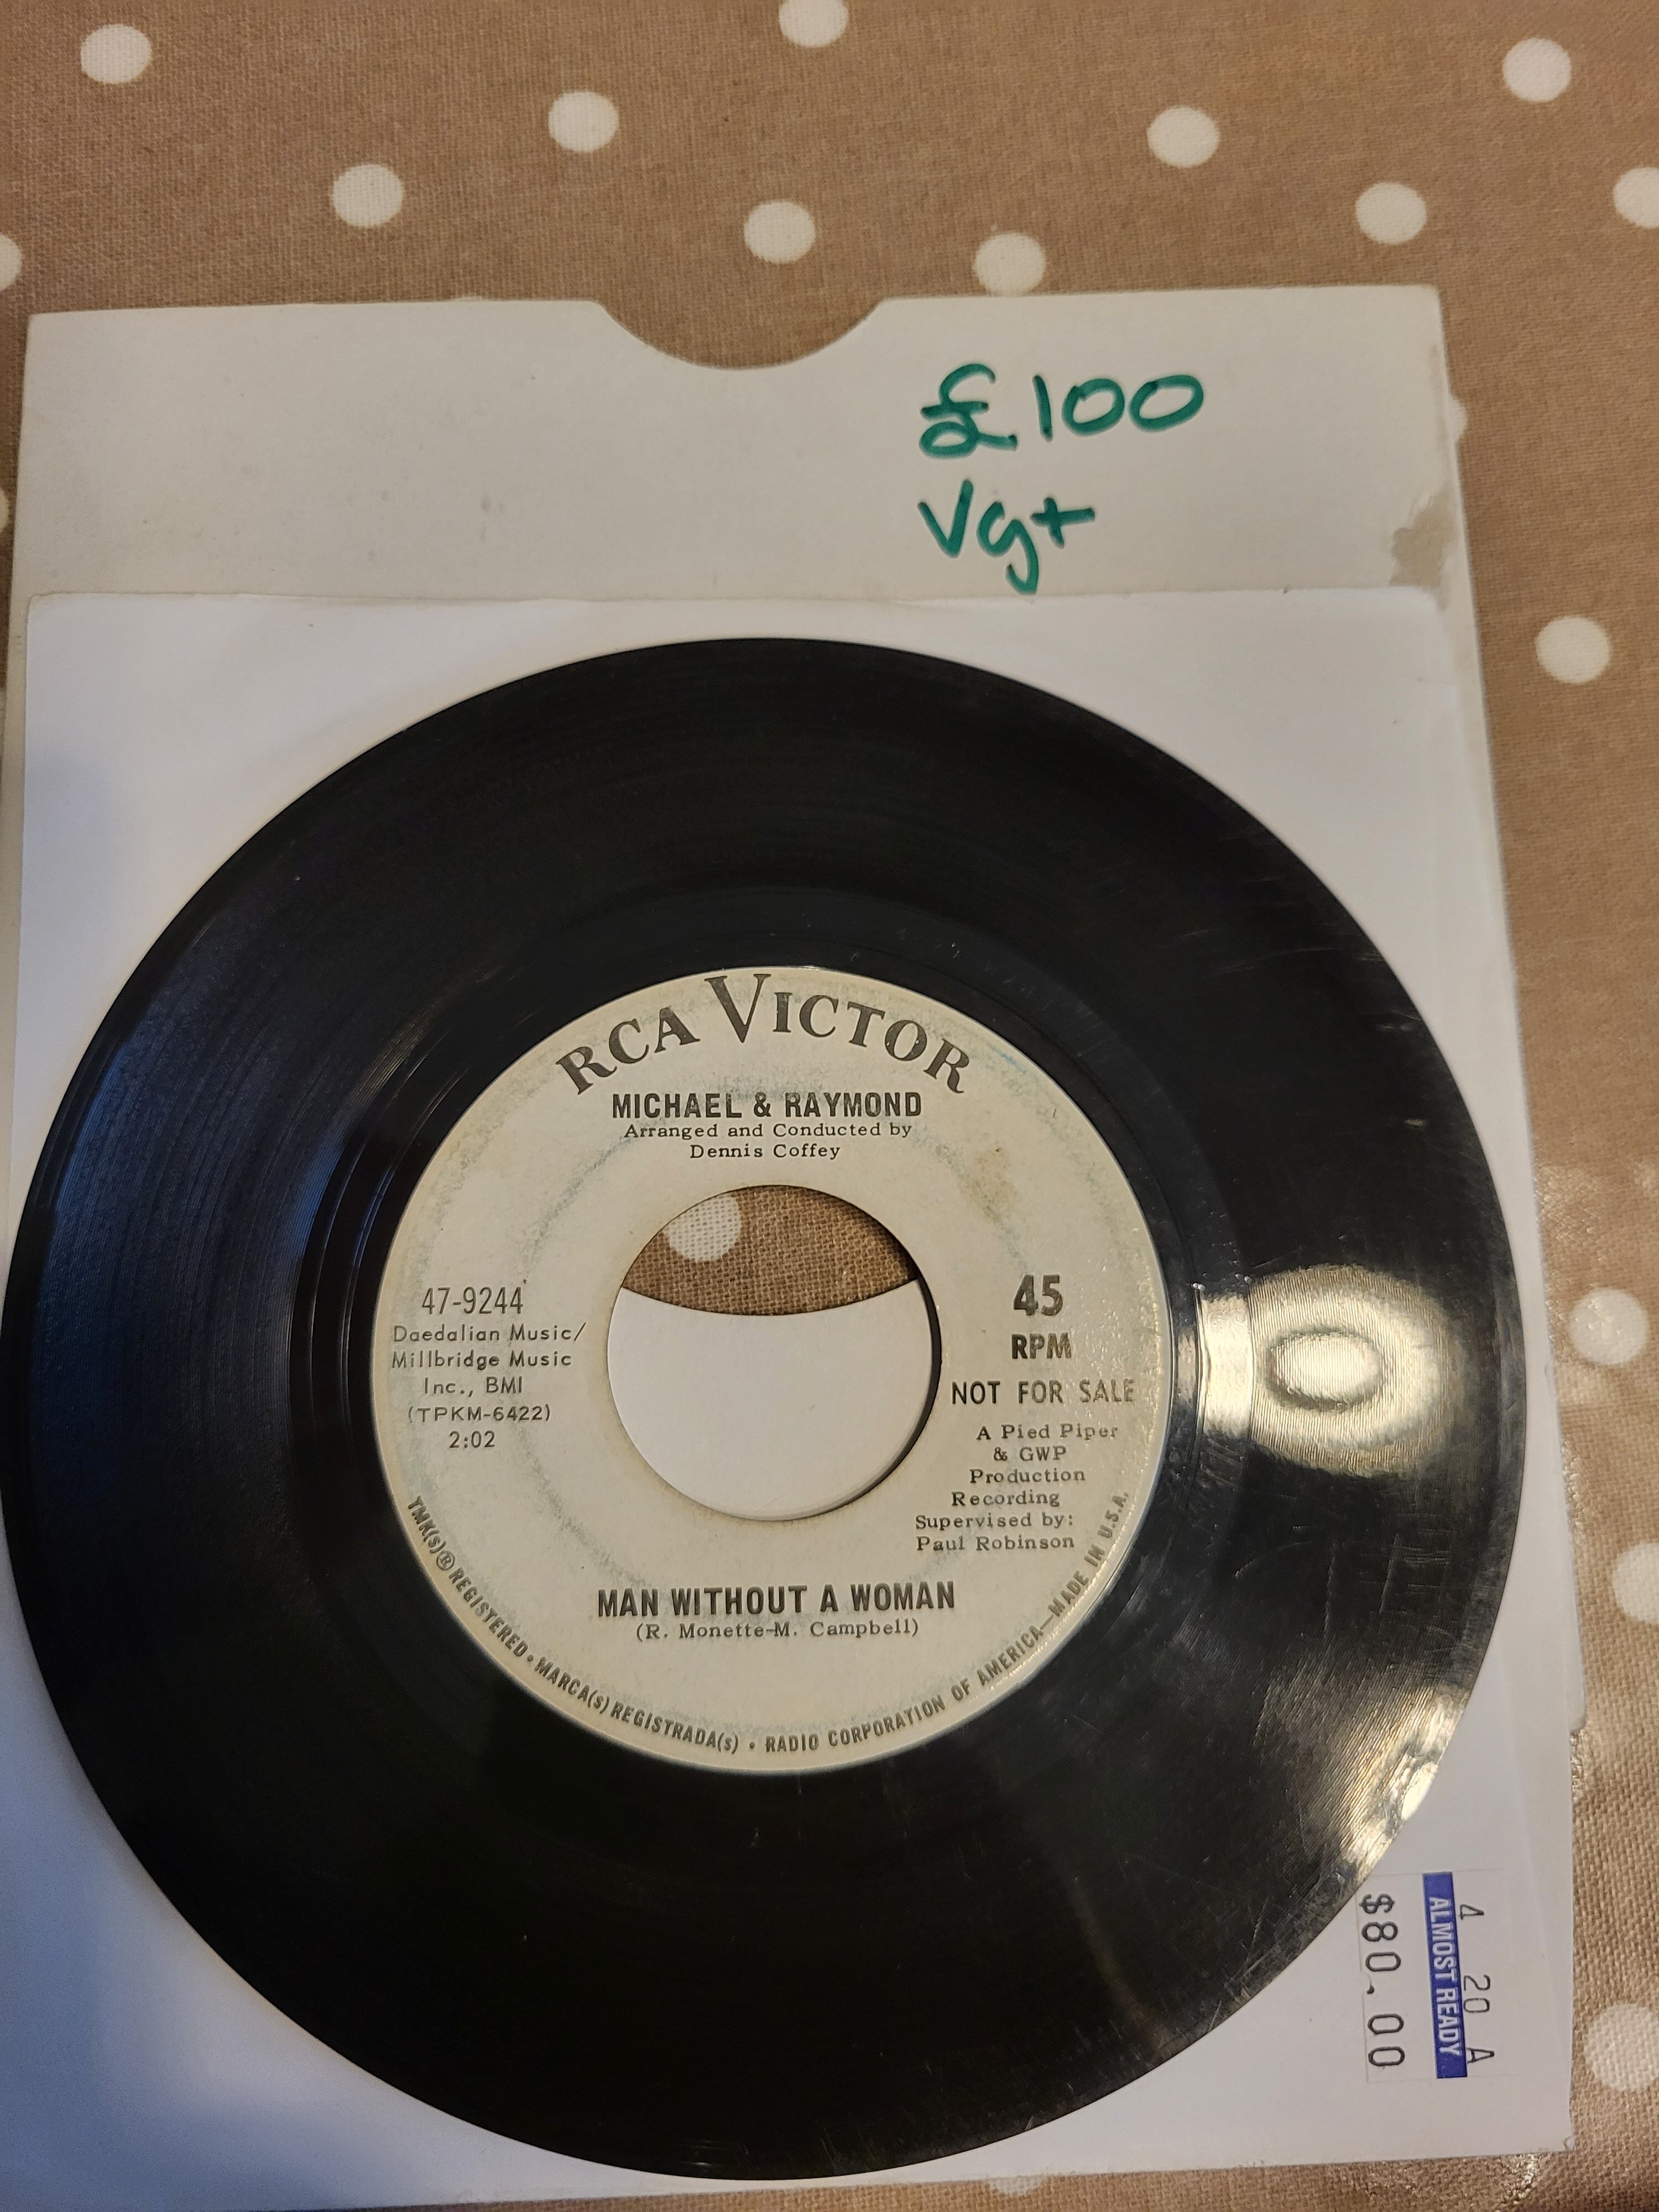 £100
Vg+
RCA VICTOR
MICHAEL & RAYMOND
Arranged and Conducted by
Dennis Coffey
47-9244
Daedalian Music/
Millbridge Music
Inc., BMI
(TPKM-6422)
2:02
45
RPM
NOT FOR SALE
A Pied Piper
& GWP
Production
Recording
Supervised by:
Paul Robinson
MAN WITHOUT A WOMAN
(R. Monette-M. Campbell)
TMK(s) ® REGISTERED • MARCA(s) REGISTRADA(s) • RADIO CORPORATION OF AMERICA—MADE IN U.S.A.
4 20 A
ALMOST READY
$80.00